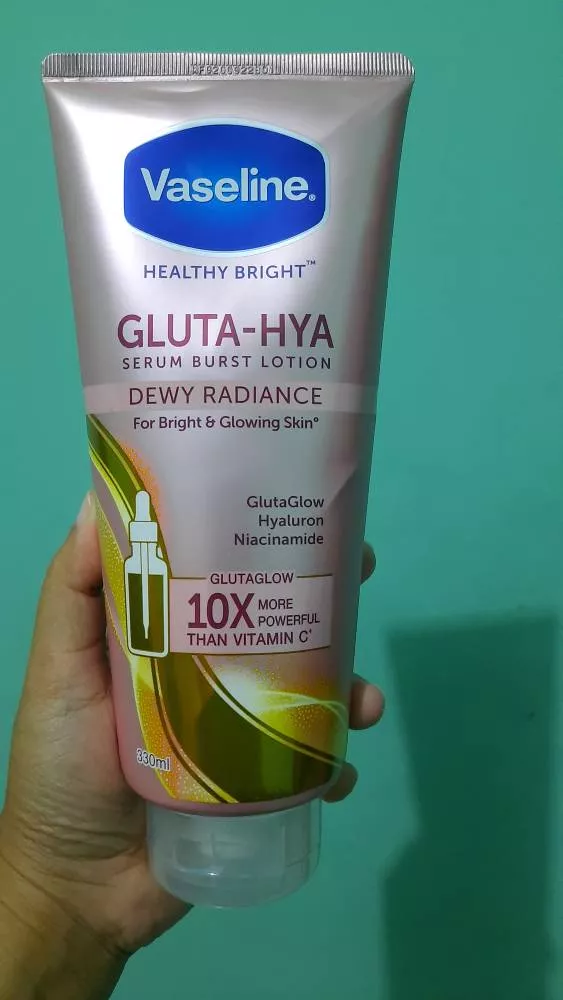 Vaseline®
HEALTHY BRIGHT™
GLUTA-HYA
SERUM BURST LOTION
DEWY RADIANCE
For Bright & Glowing Skin°
GlutaGlow
Hyaluron
Niacinamide
GLUTAGLOW
10X MORE POWERFUL
THAN VITAMIN C*
330ml